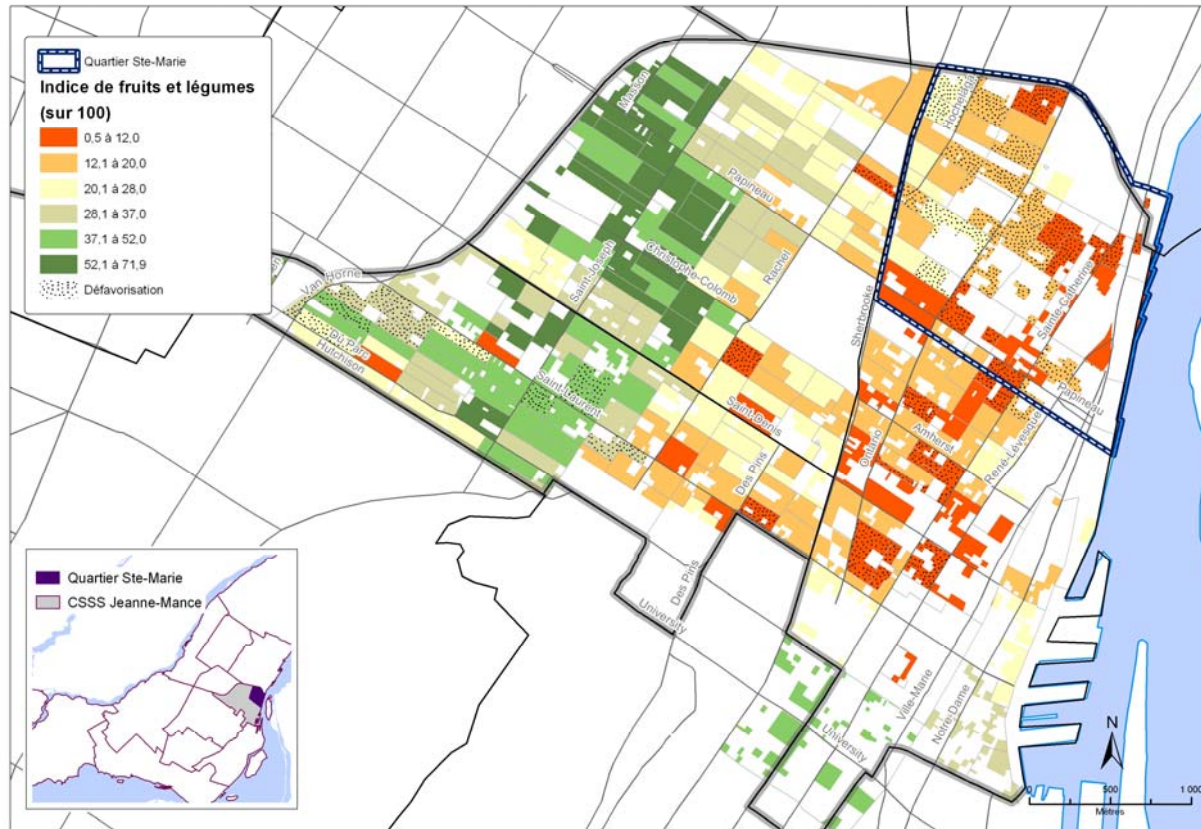 Quartier Ste-Marie
Indice de fruits et légumes
(sur 100)
0,5 à 12,0
12,1 à 20,0
20,1 à 28,0
28,1 à 37,0
37,1 à 52,0
52,1 à 71,9
Défavorisation
Masson
Hochelaga
Papineau
Van Horne
Saint-Joseph
Christophe-Colomb
Rachel
Sherbrooke
Sainte-Catherine
Du Parc
Hutchison
Saint-Laurent
Saint-Denis
Papineau
Amherst
Ontario
René-Lévesque
Des Pins
Des Pins
University
Ville-Marie
Notre-Dame
University
Quartier Ste-Marie
CSSS Jeanne-Mance
N
0 500 1 000
Mètres